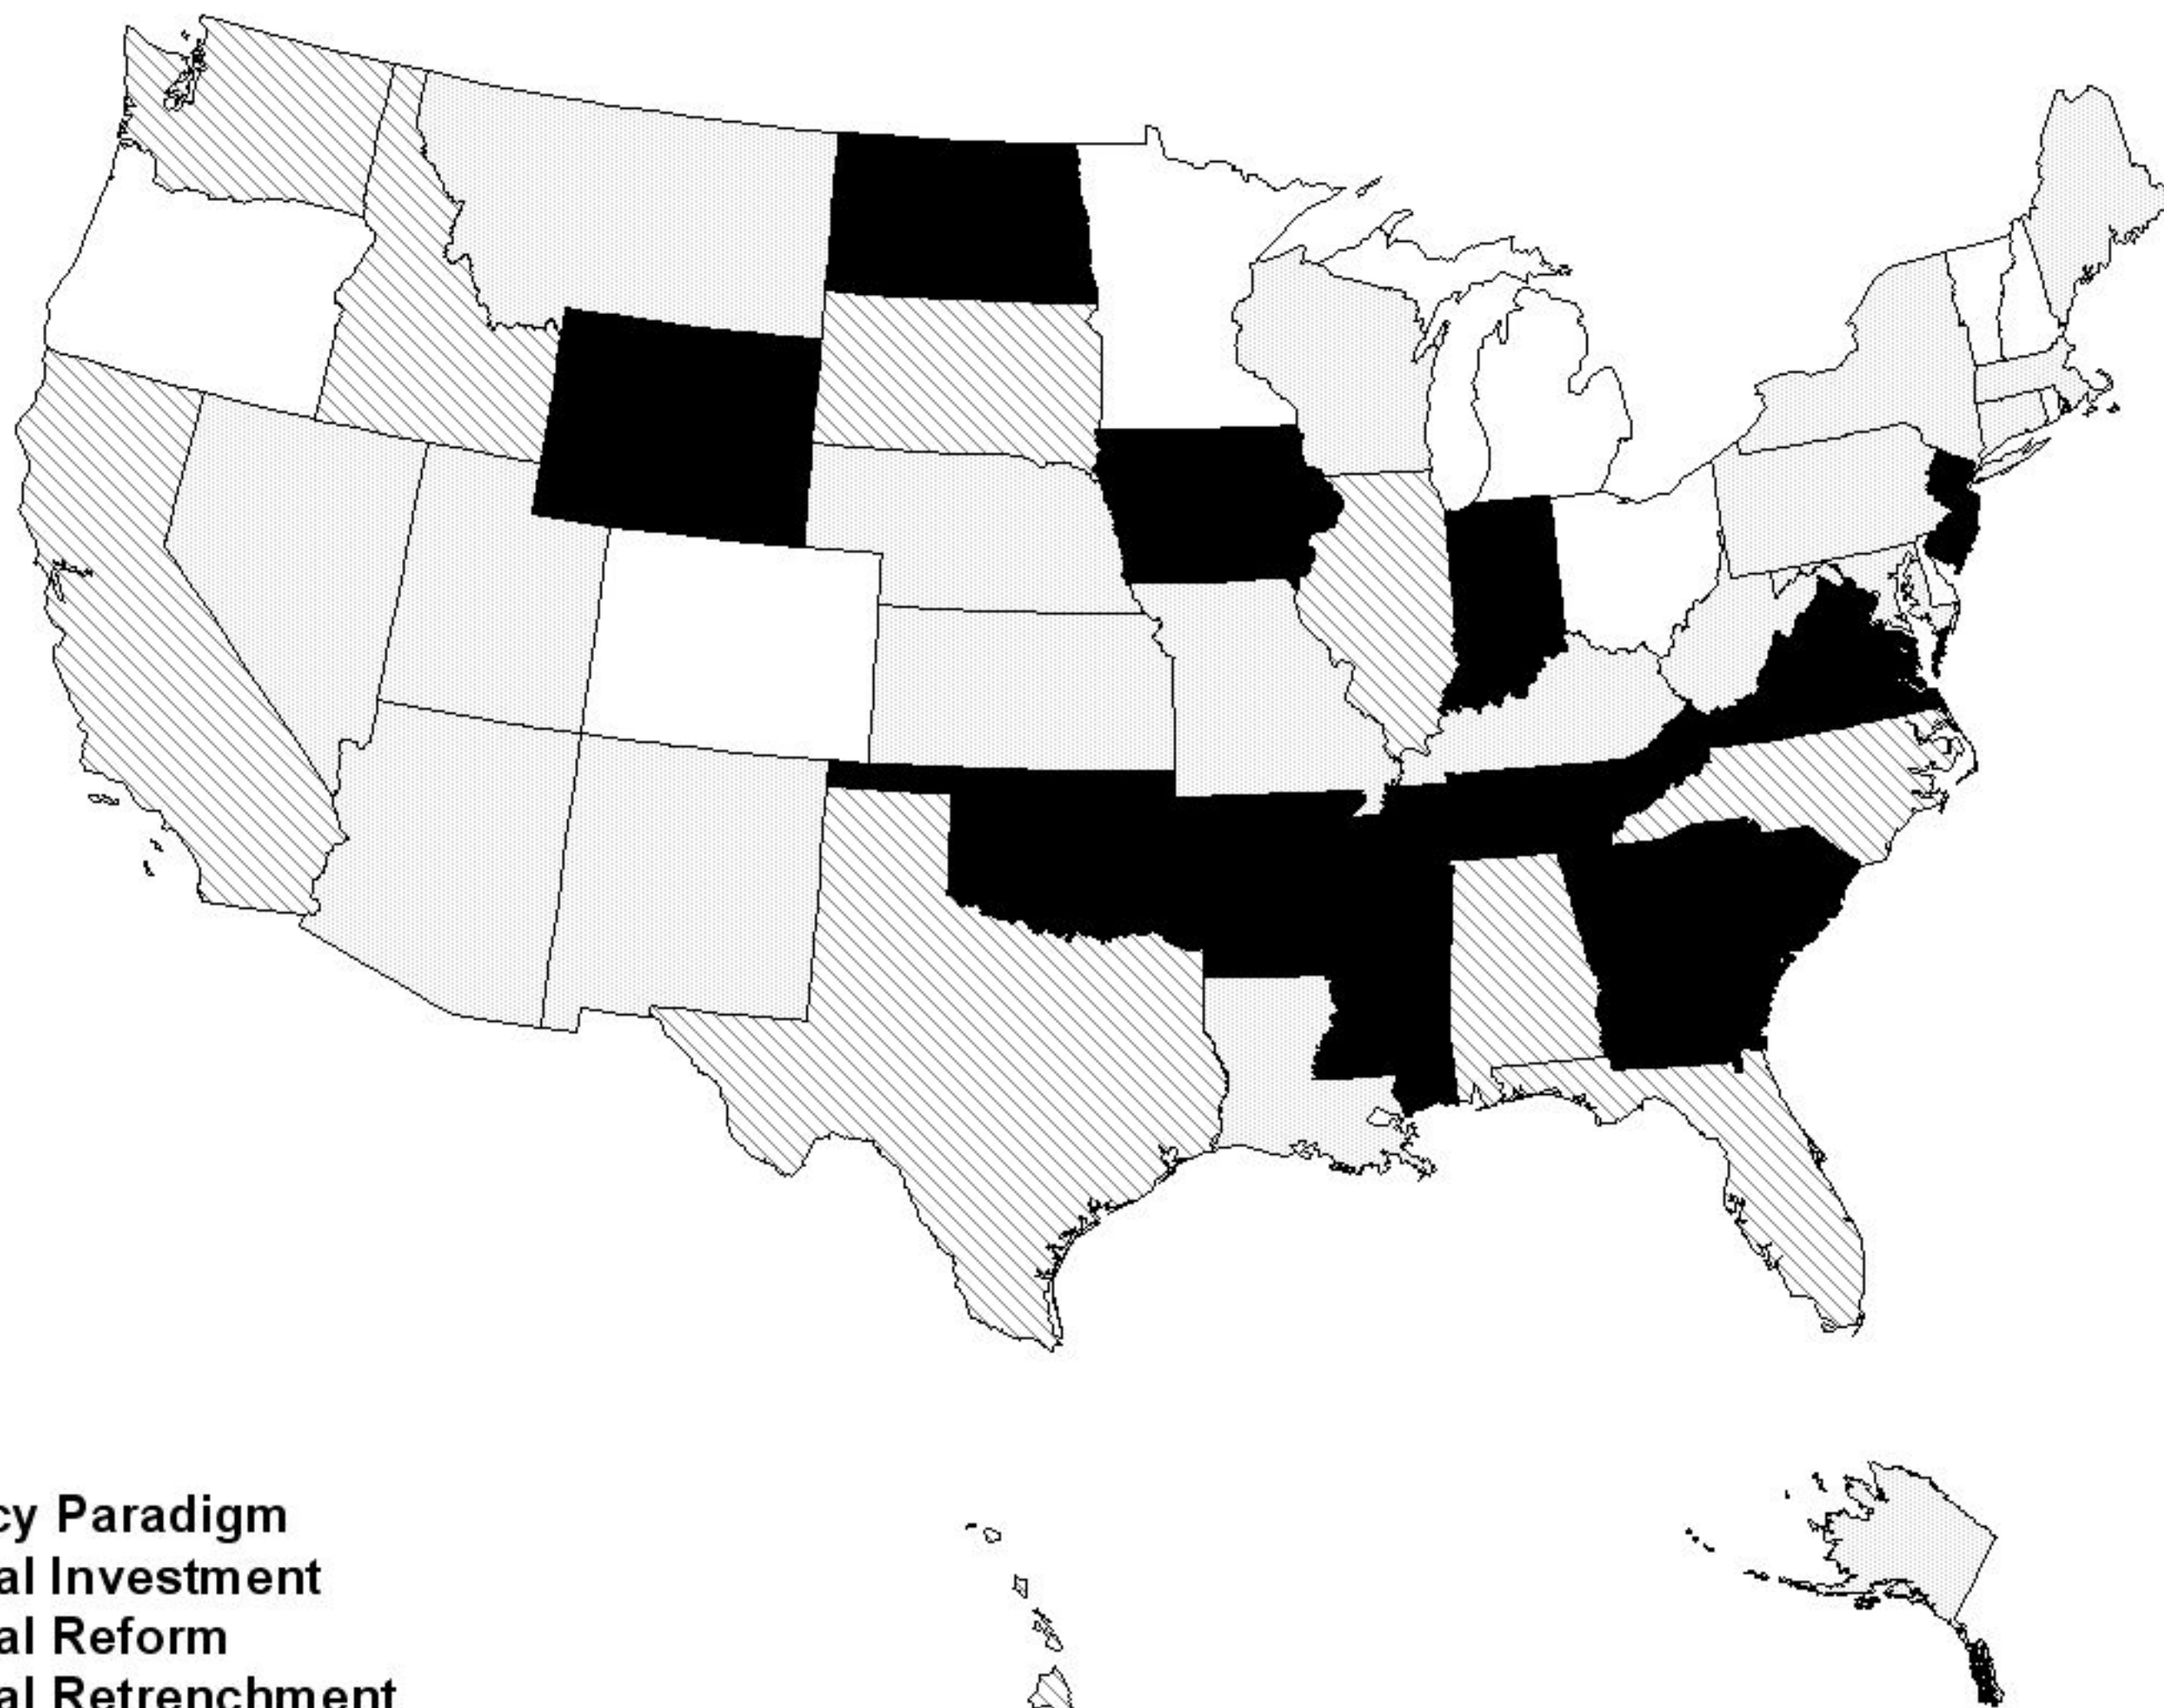 cy Paradigm
al Investment
al Reform
al Retrenchment